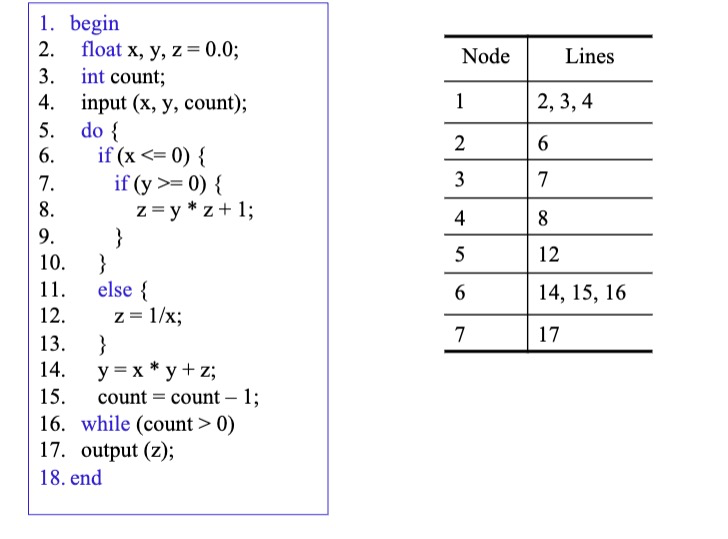 1. begin
2. float x, y, z = 0.0;
3. int count;
4. input (x, y, count);
5. do {
6. if (x <= 0) {
7. if (y >= 0) {
8. z = y * z + 1;
9. }
10. }
11. else {
12. z = 1/x;
13. }
14. y = x * y + z;
15. count = count – 1;
16. while (count > 0)
17. output (z);
18. end
Node Lines
1 2, 3, 4
2 6
3 7
4 8
5 12
6 14, 15, 16
7 17